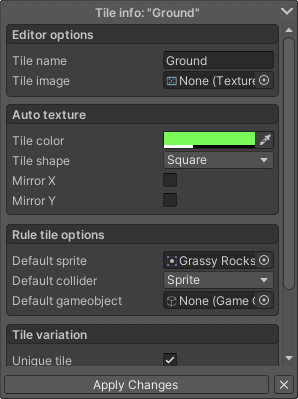 Tile info: "Ground"
Editor options
Tile name Ground
Tile image None (Texture
Auto texture
Tile color
Tile shape Square
Mirror X
Mirror Y
Rule tile options
Default sprite Grassy Rocks
Default collider Sprite
Default gameobject None (Game
Tile variation
Unique tile
Apply Changes